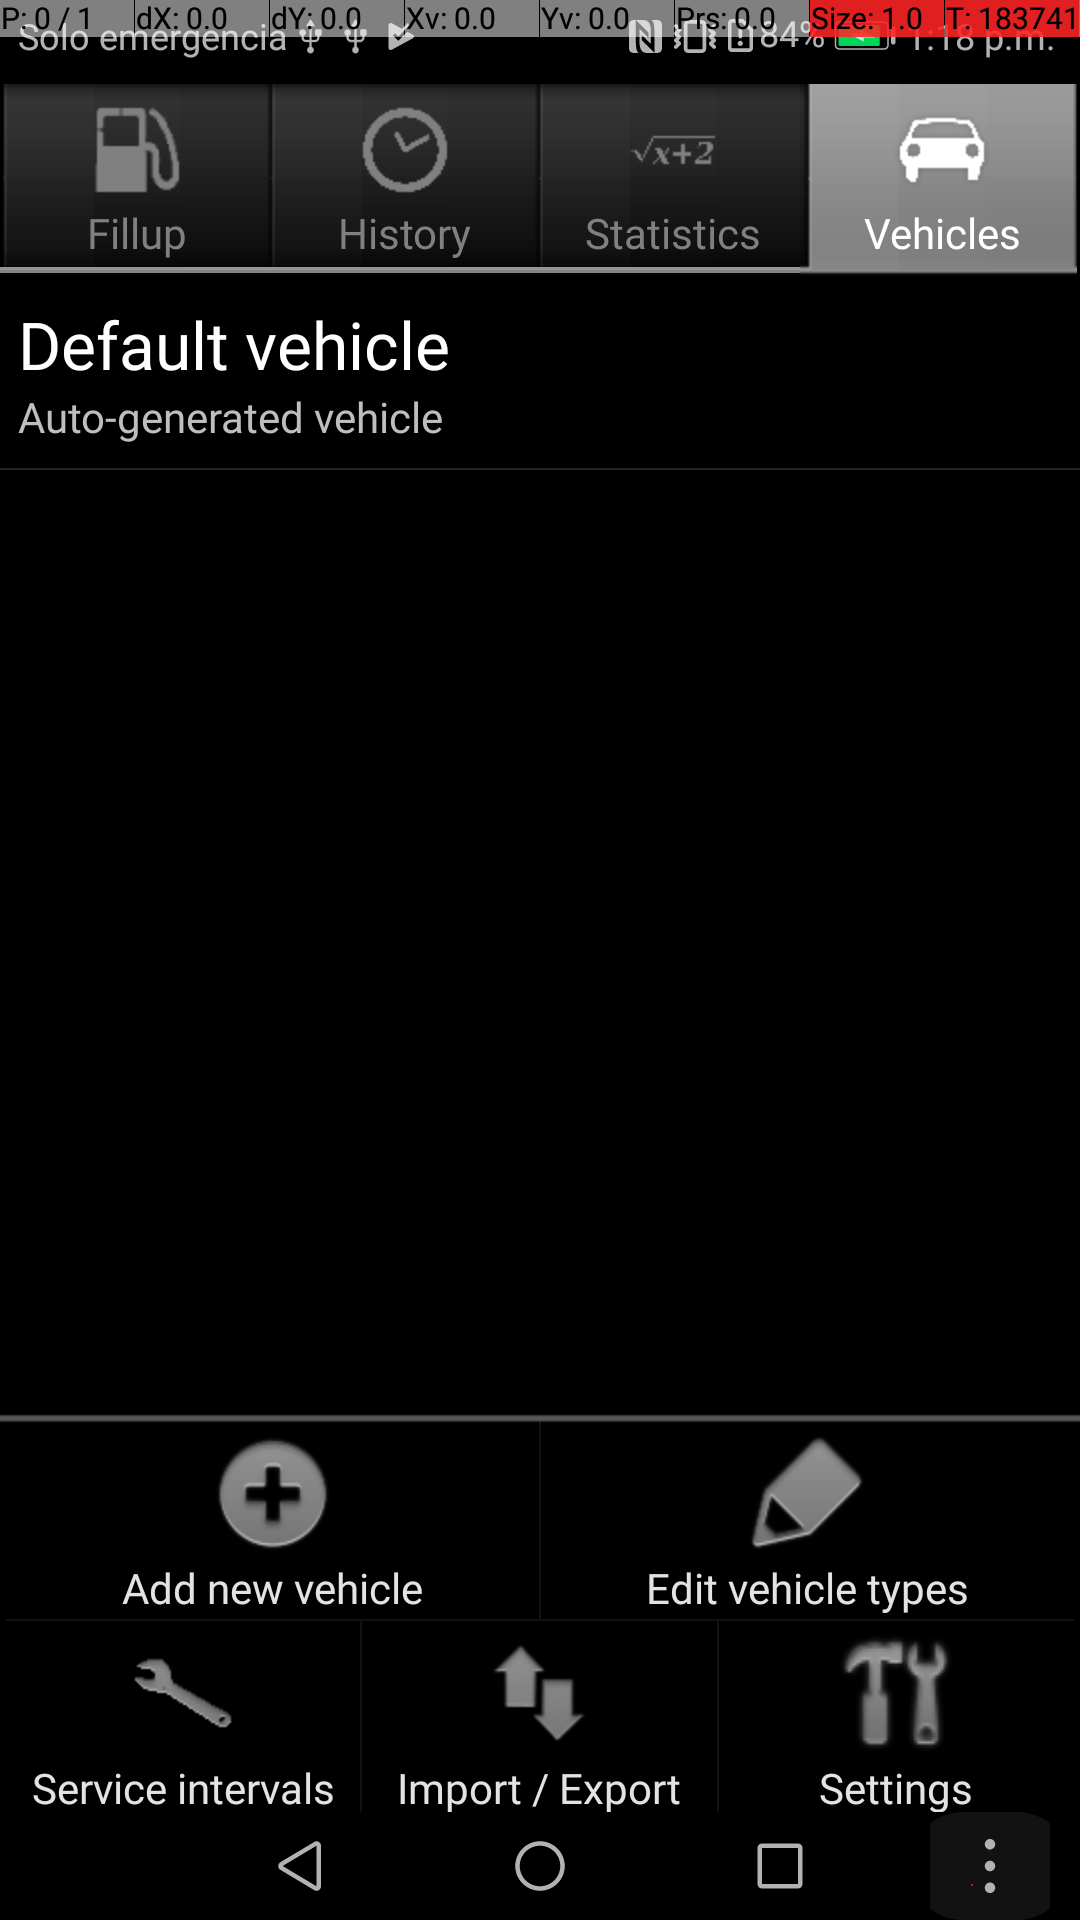 P: 0 / 1 dX: 0.0 dY: 0.0 Xv: 0.0 Yv: 0.0 Prs: 0.0 Size: 1.0 T: 183741
Solo emergencia 84% 1:18 p.m.
√x+2
Fillup History Statistics Vehicles
Default vehicle
Auto-generated vehicle
Add new vehicle Edit vehicle types
Service intervals Import / Export Settings